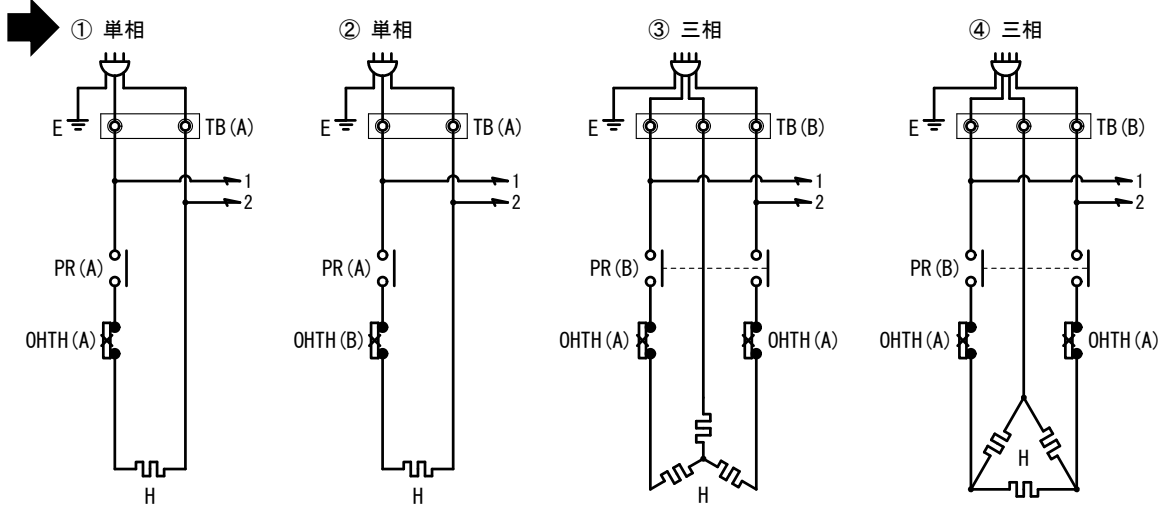 ① 単相
② 単相
③ 三相
④ 三相
E
TB(A)
E
TB(A)
E
TB(B)
E
TB(B)
1
2
1
2
1
2
1
2
PR(A)
PR(A)
PR(B)
PR(B)
OHTH(A)
OHTH(B)
OHTH(A)
OHTH(A)
OHTH(A)
OHTH(A)
H
H
H
H